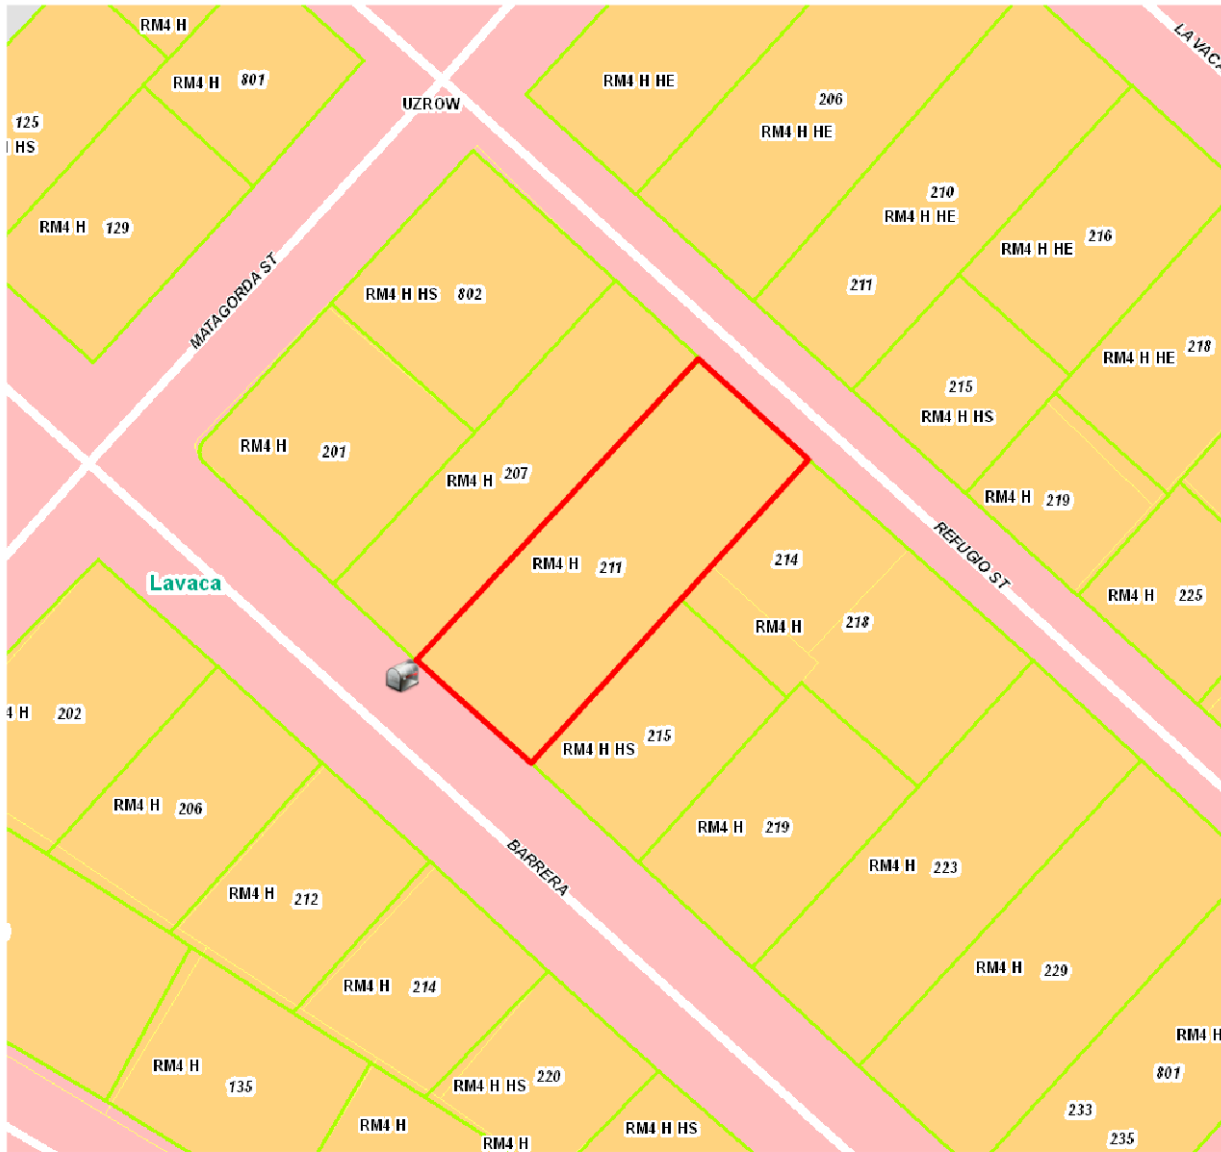 RM4 H
LAVACA
RM4 H 801
RM4 H HE
206
UZROW
125
HS
RM4 H HE
210
RM4 H HE
RM4 H 129
216
RM4 H HE
MATAGORDA ST
211
RM4 H HS 802
218
RM4 H HE
215
RM4 H HS
RM4 H 201
RM4 H 207
RM4 H 219
REFUGIO ST
RM4 H 211
214
Lavaca
RM4 H 225
RM4 H 218
4 H 202
RM4 H HS 215
RM4 H 206
RM4 H 219
BARRERA
RM4 H 223
RM4 H 212
RM4 H 229
RM4 H 214
RM4 H
RM4 H 135
RM4 H HS 220
801
233
RM4 H
RM4 H HS
235
RM4 H